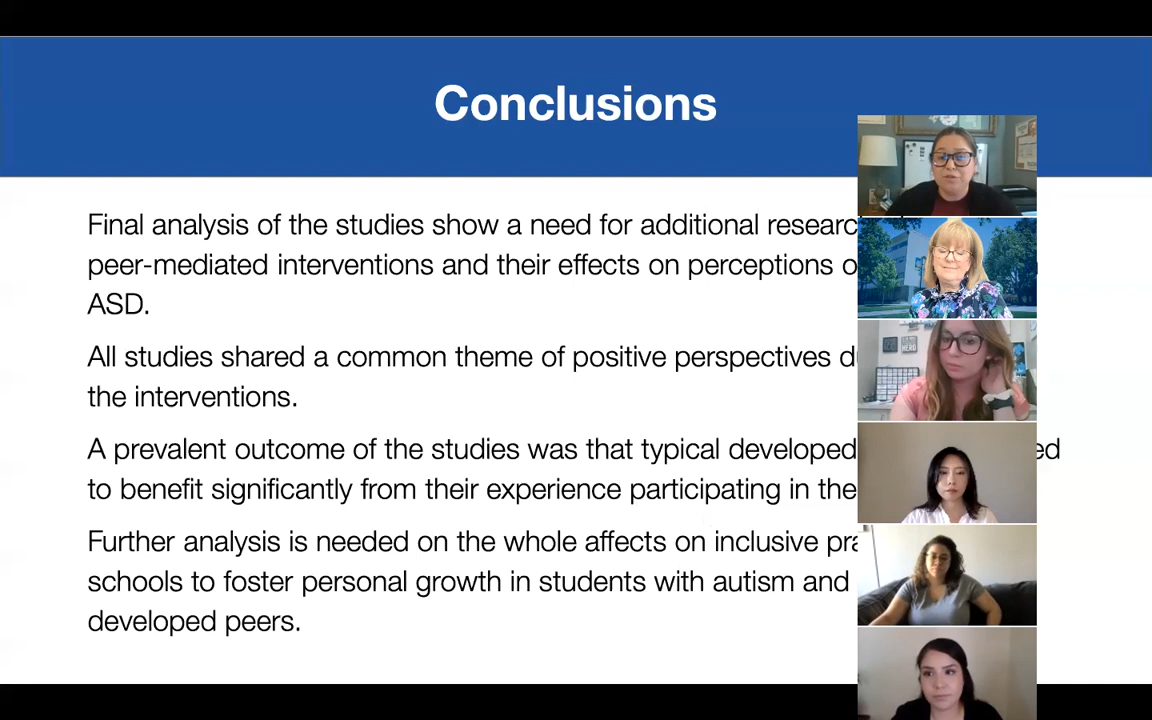 Conclusions
Final analysis of the studies show a need for additional
peer-mediated interventions and their effects on perceptions
ASD.
All studies shared a common theme of positive perspectives
the interventions.
A prevalent outcome of the studies was that typical developed
to benefit significantly from their experience participating in the
Further analysis is needed on the whole affects on inclusive
schools to foster personal growth in students with autism and
developed peers.